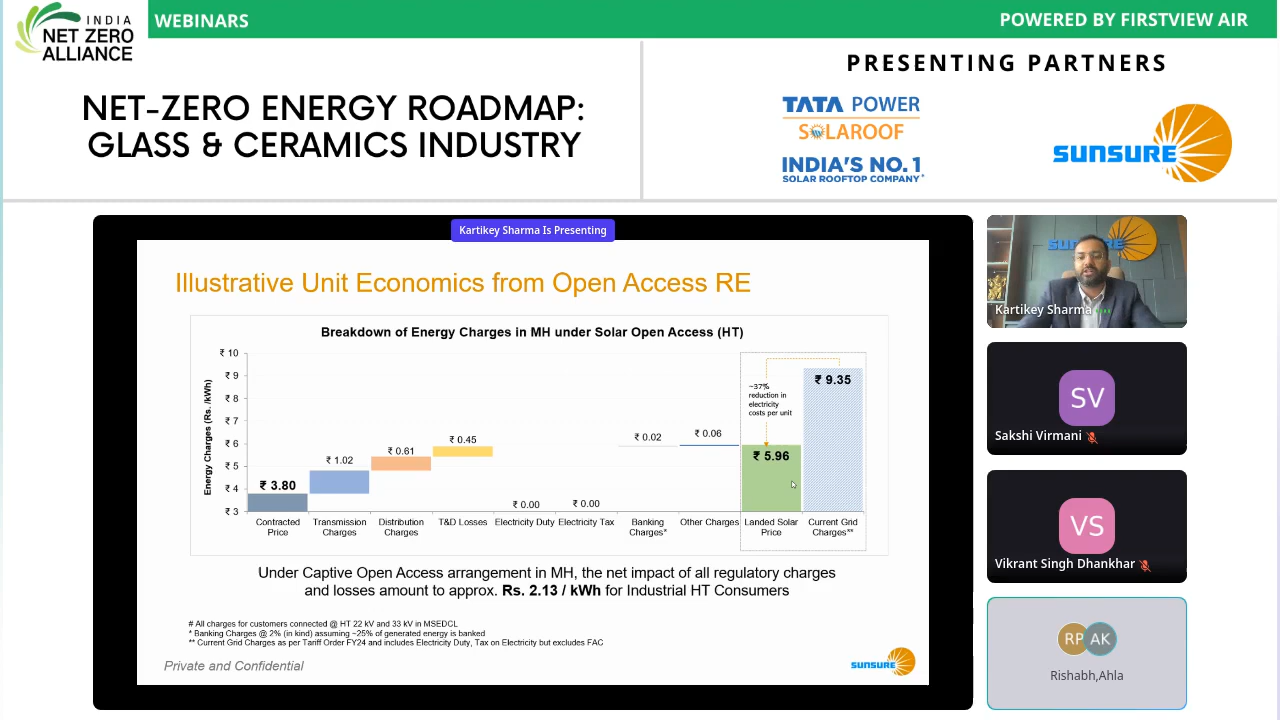 INDIA
NET ZERO
ALLIANCE
WEBINARS
POWERED BY FIRSTVIEW AIR
NET-ZERO ENERGY ROADMAP:
GLASS & CERAMICS INDUSTRY
PRESENTING PARTNERS
TATA POWER
SOLAROOF
INDIA'S NO.1
SOLAR ROOFTOP COMPANY*
SUNSURE
Kartikey Sharma Is Presenting
Illustrative Unit Economics from Open Access RE
Breakdown of Energy Charges in MH under Solar Open Access (HT)
Energy Charges (Rs. /kWh)
₹ 10
₹ 9
₹ 8
₹ 7
₹ 6
₹ 5
₹ 4
₹ 3
₹ 3.80
₹ 1.02
₹ 0.61
₹ 0.45
₹ 0.00
₹ 0.00
₹ 0.02
₹ 0.06
~37%
reduction in
electricity
costs per unit
₹ 5.96
₹ 9.35
Contracted
Price
Transmission
Charges
Distribution
Charges
T&D Losses
Electricity Duty
Electricity Tax
Banking
Charges*
Other Charges
Landed Solar
Price
Current Grid
Charges**
Under Captive Open Access arrangement in MH, the net impact of all regulatory charges
and losses amount to approx. Rs. 2.13 / kWh for Industrial HT Consumers
# All charges for customers connected @ HT 22 kV and 33 kV in MSEDCL
* Banking Charges @ 2% (in kind) assuming ~25% of generated energy is banked
** Current Grid Charges as per Tariff Order FY24 and includes Electricity Duty, Tax on Electricity but excludes FAC
Private and Confidential
SUNSURE
SUNSURE
Kartikey Sharma
SV
Sakshi Virmani
VS
Vikrant Singh Dhankhar
RP
AK
Rishabh,Ahla